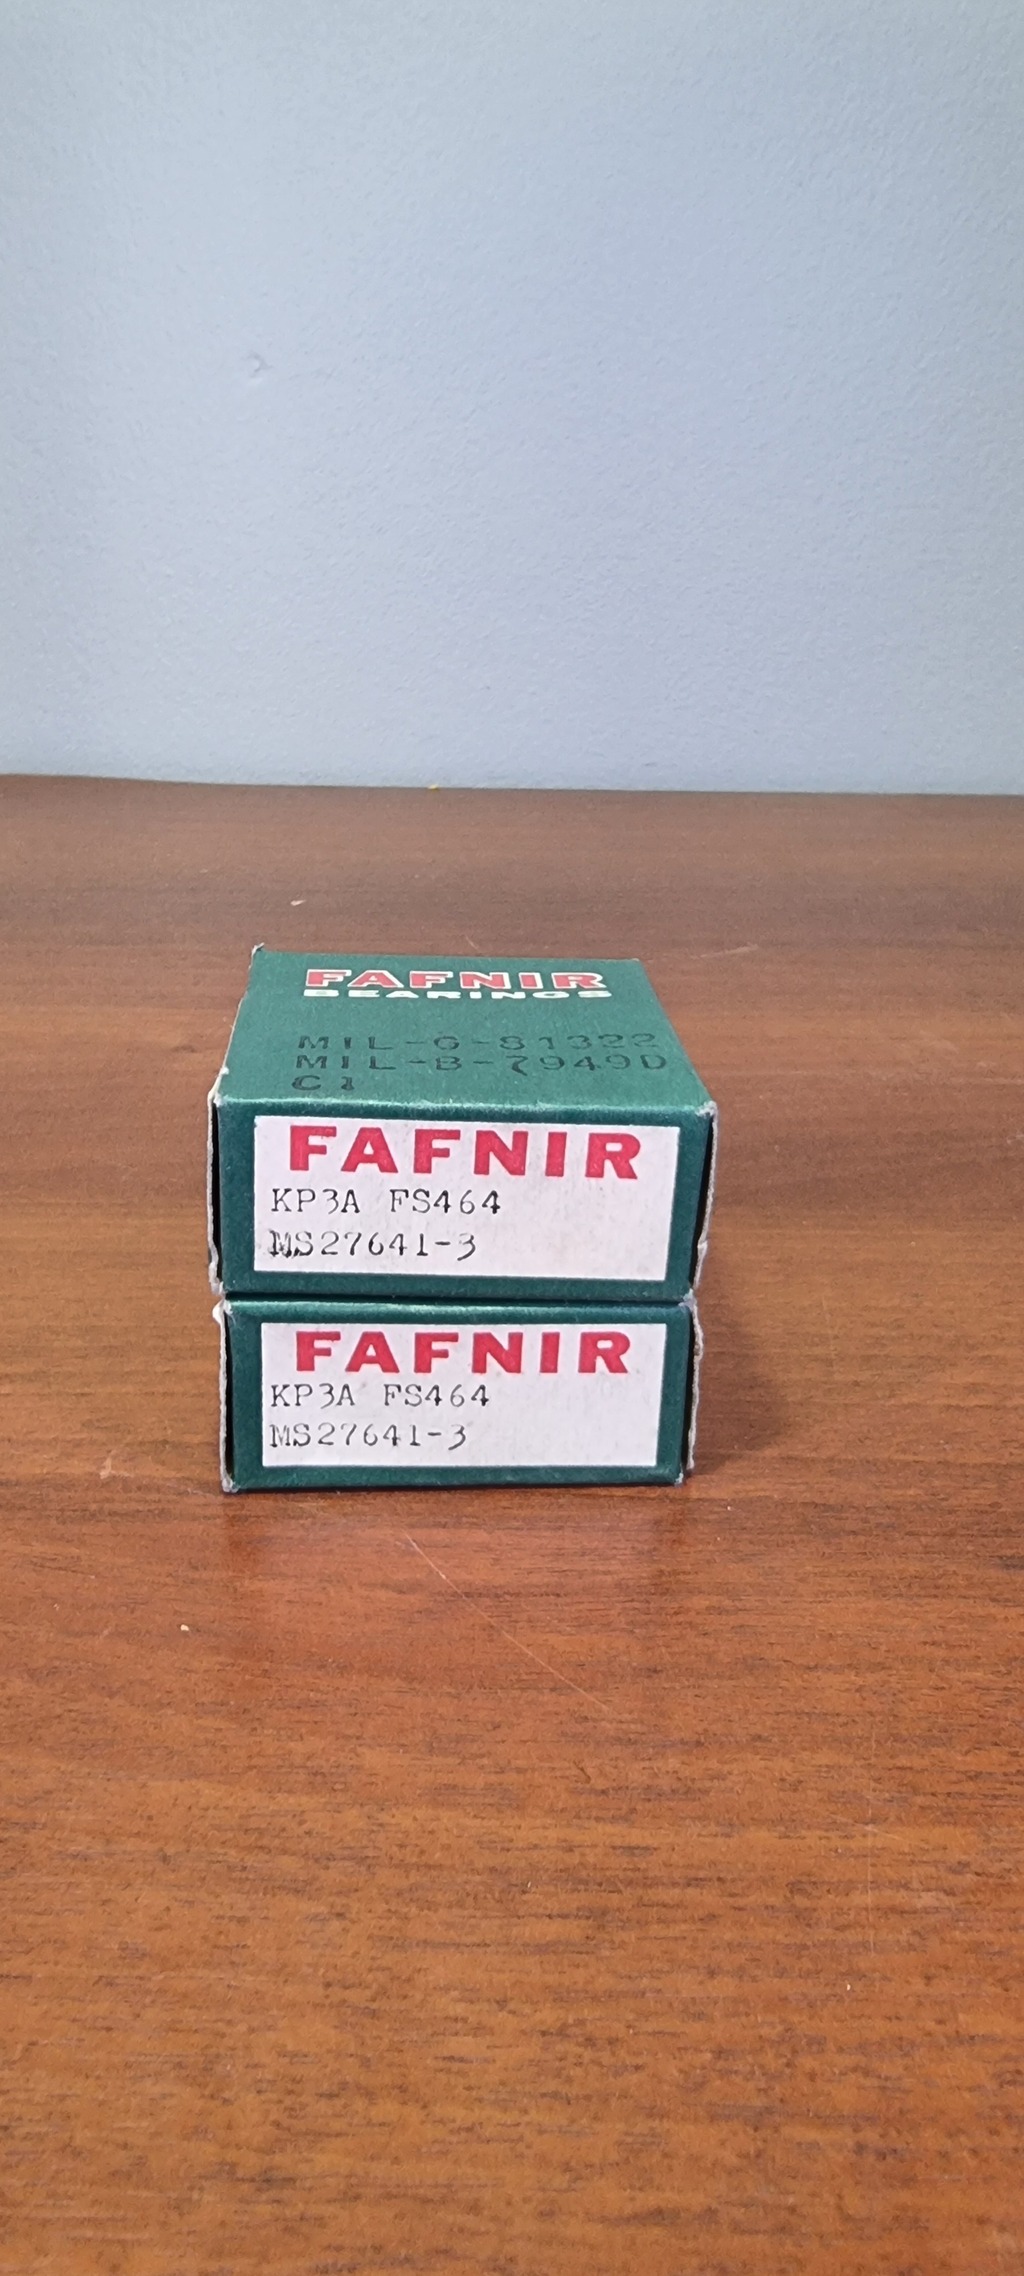 FAFNIR
BEARINGS
MIL-G-81322
MIL-B-7949D
C1
FAFNIR
KP3A FS464
MS27641-3
FAFNIR
KP3A FS464
MS27641-3